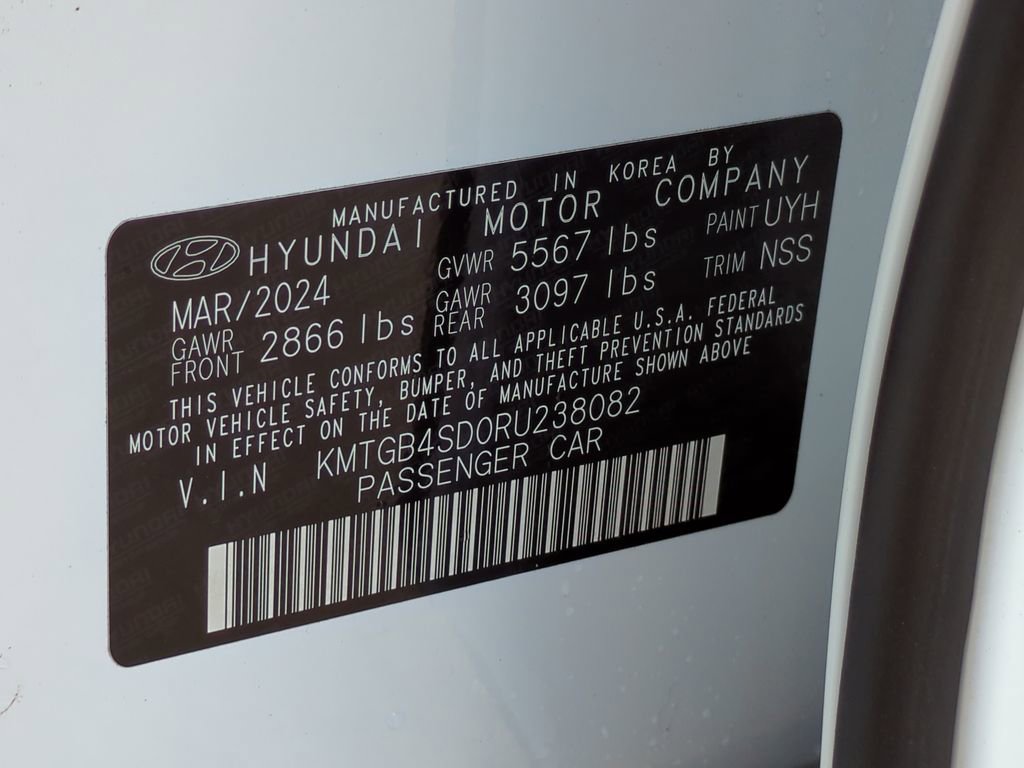 MANUFACTURED IN KOREA BY
HYUNDAI MOTOR COMPANY
MAR/2024 GVWR 5567 lbs PAINT UYH
GAWR FRONT 2866 lbs GAWR REAR 3097 lbs TRIM NSS
THIS VEHICLE CONFORMS TO ALL APPLICABLE U.S.A. FEDERAL
MOTOR VEHICLE SAFETY, BUMPER, AND THEFT PREVENTION STANDARDS
IN EFFECT ON THE DATE OF MANUFACTURE SHOWN ABOVE
V.I.N KMTGB4SD0RU238082
PASSENGER CAR